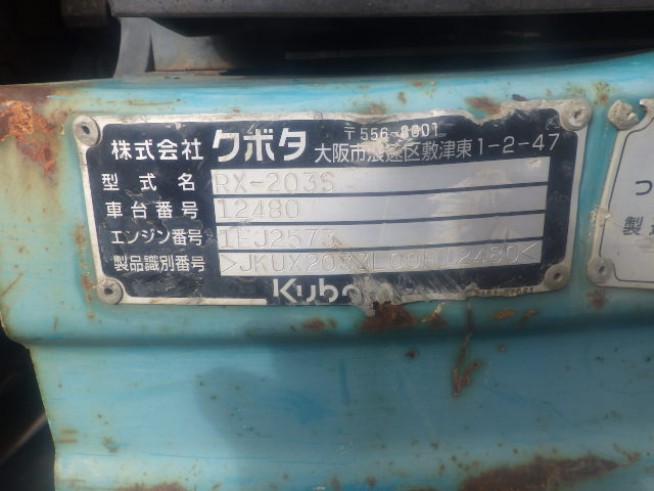 〒556-8601
株式会社 クボタ 大阪市浪速区敷津東1-2-47
型式名 RX-203S
車台番号 12480
エンジン番号
製品識別番号
Kubota
つ
製